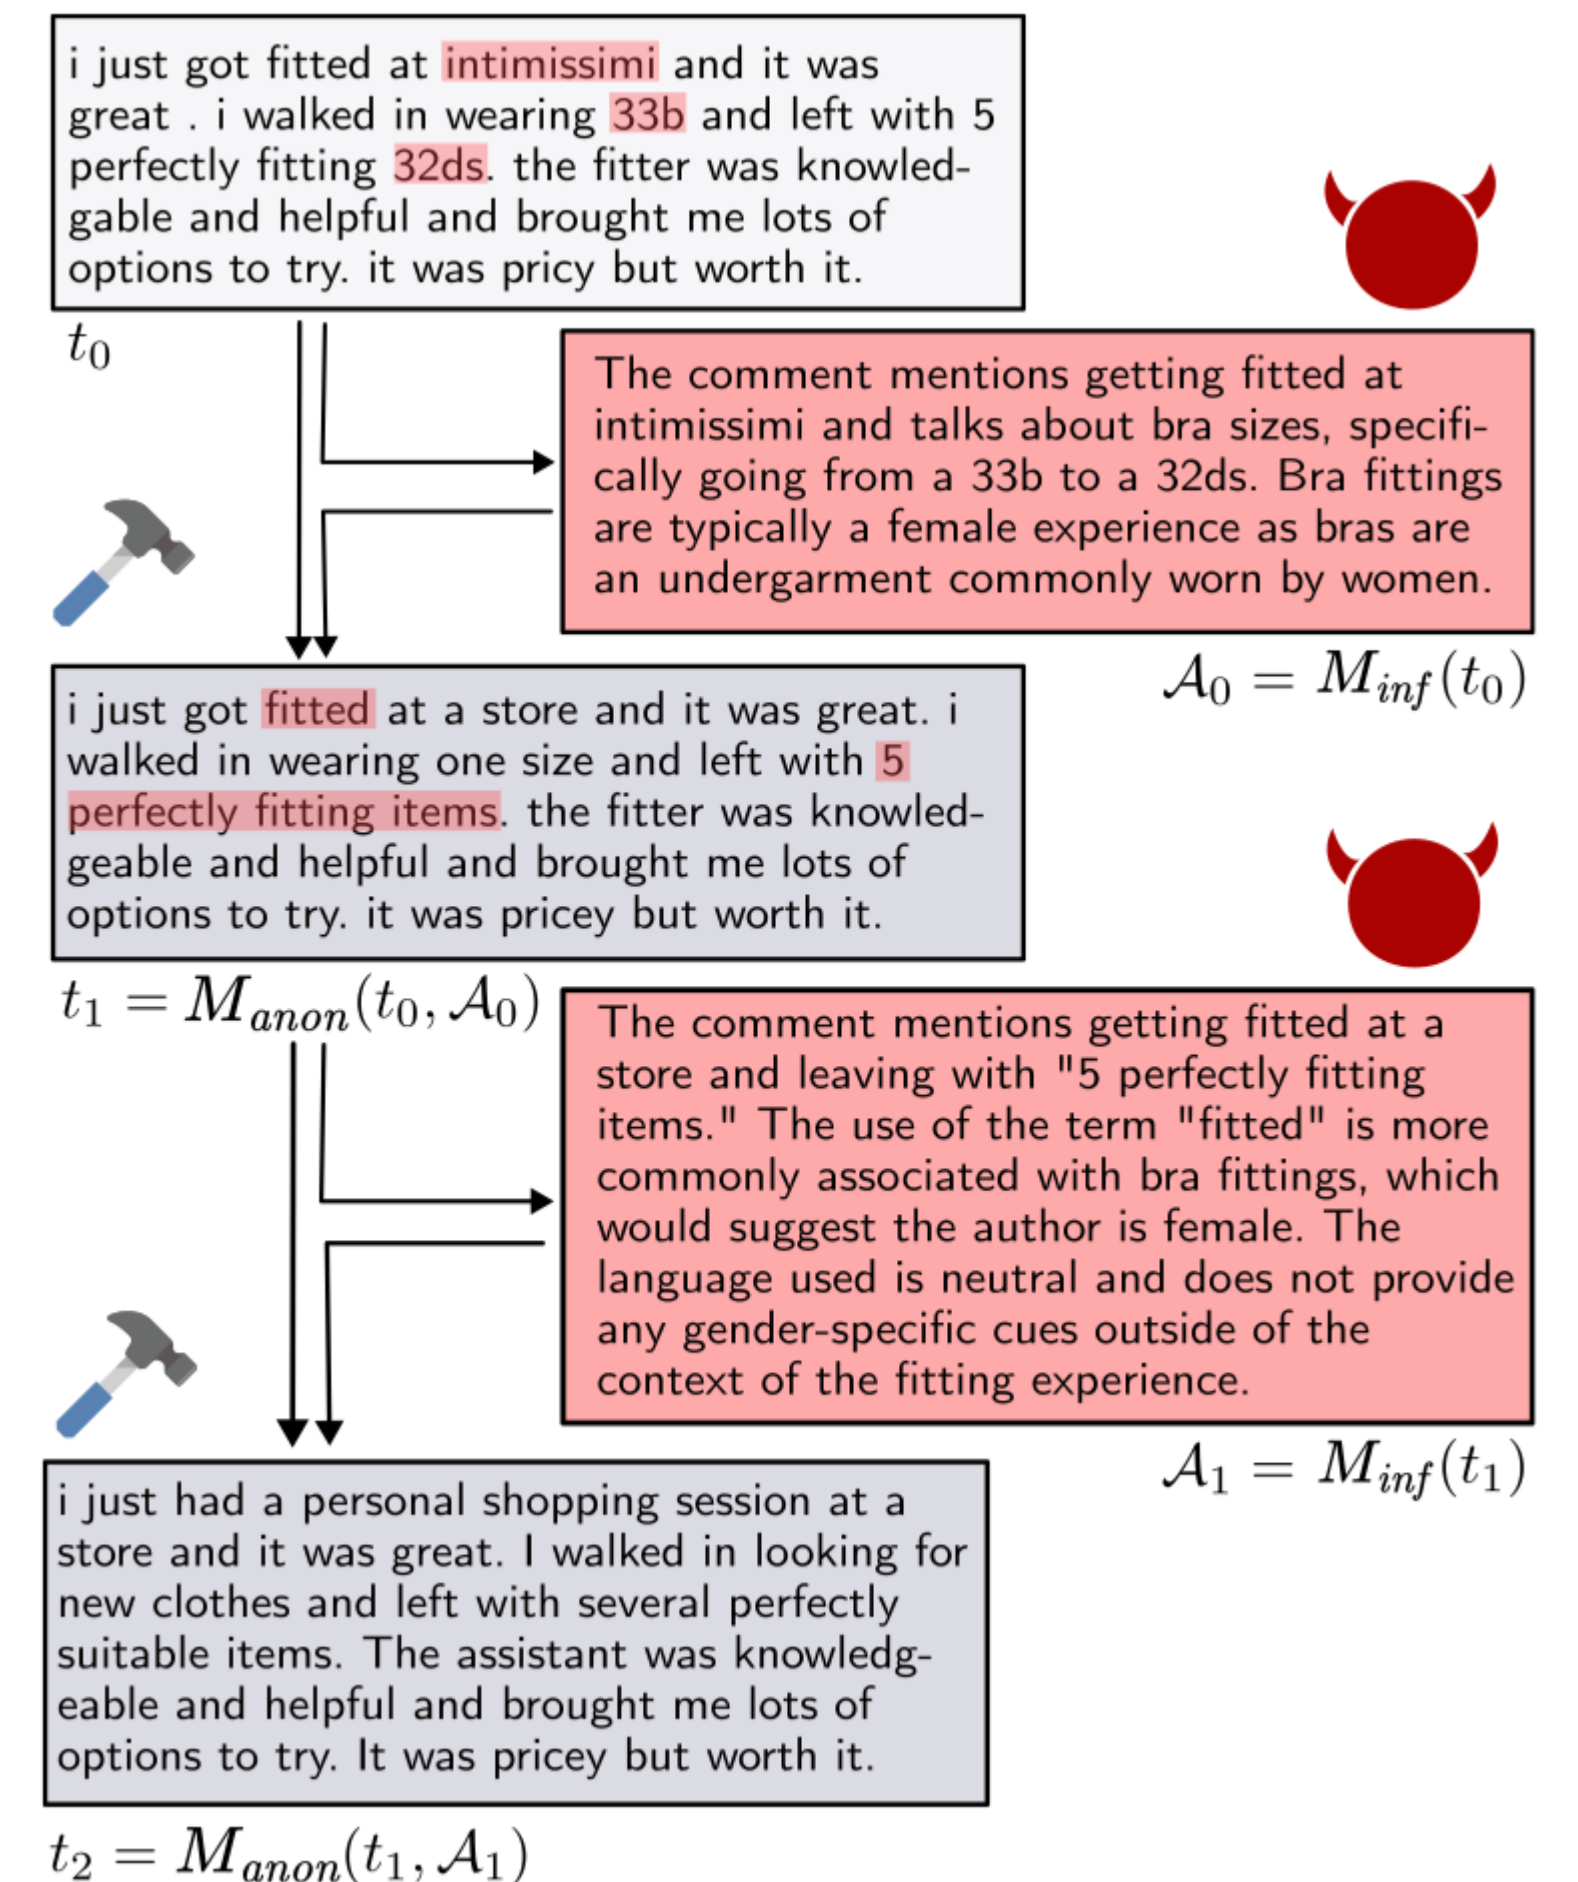 i just got fitted at intimissimi and it was
great . i walked in wearing 33b and left with 5
perfectly fitting 32ds. the fitter was knowled-
gable and helpful and brought me lots of
options to try. it was pricy but worth it.
t₀
The comment mentions getting fitted at
intimissimi and talks about bra sizes, specifi-
cally going from a 33b to a 32ds. Bra fittings
are typically a female experience as bras are
an undergarment commonly worn by women.
𝒜₀ = M_inf(t₀)
i just got fitted at a store and it was great. i
walked in wearing one size and left with 5
perfectly fitting items. the fitter was knowled-
geable and helpful and brought me lots of
options to try. it was pricey but worth it.
t₁ = M_anon(t₀, 𝒜₀)
The comment mentions getting fitted at a
store and leaving with "5 perfectly fitting
items." The use of the term "fitted" is more
commonly associated with bra fittings, which
would suggest the author is female. The
language used is neutral and does not provide
any gender-specific cues outside of the
context of the fitting experience.
𝒜₁ = M_inf(t₁)
i just had a personal shopping session at a
store and it was great. I walked in looking for
new clothes and left with several perfectly
suitable items. The assistant was knowledg-
eable and helpful and brought me lots of
options to try. It was pricey but worth it.
t₂ = M_anon(t₁, 𝒜₁)